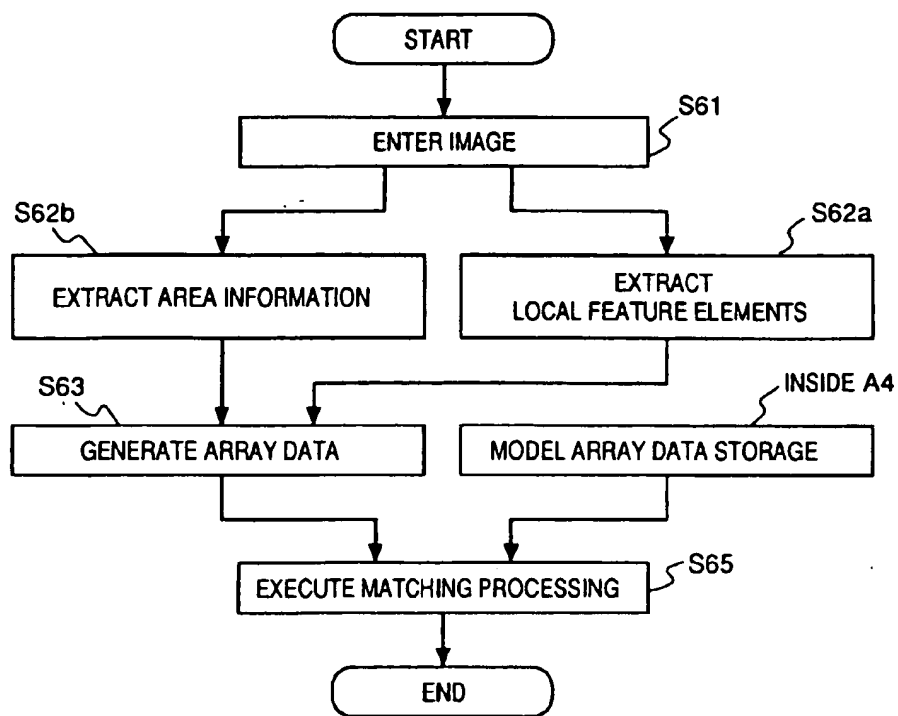 START
S61
ENTER IMAGE
S62b
S62a
EXTRACT AREA INFORMATION
EXTRACT
LOCAL FEATURE ELEMENTS
S63
INSIDE A4
GENERATE ARRAY DATA
MODEL ARRAY DATA STORAGE
S65
EXECUTE MATCHING PROCESSING
END